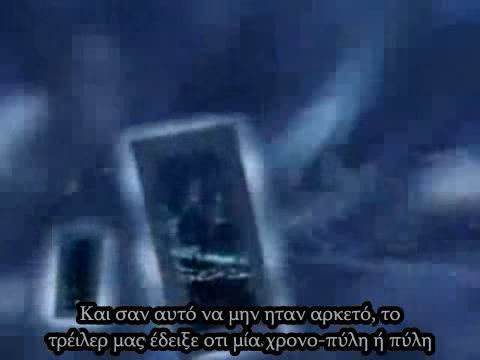 Και σαν αυτό να μην ηταν αρκετό, το
τρέιλερ μας έδειξε οτι μία χρονο-πύλη ή πύλη